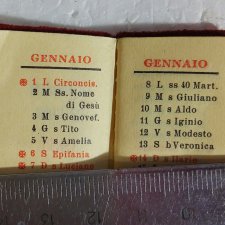 GENNAIO
✠ 1 L Circoncis.
2 M Ss. Nome
di Gesù
3 M s Genovef.
4 G s Tito
5 V s Amelia
✠ 6 S Epifania
✠ 7 D s Luciano
GENNAIO
8 L ss 40 Mart.
9 M s Giuliano
10 M s Aldo
11 G s Iginio
12 V s Modesto
13 S b Veronica
✠ 14 D s Ilario